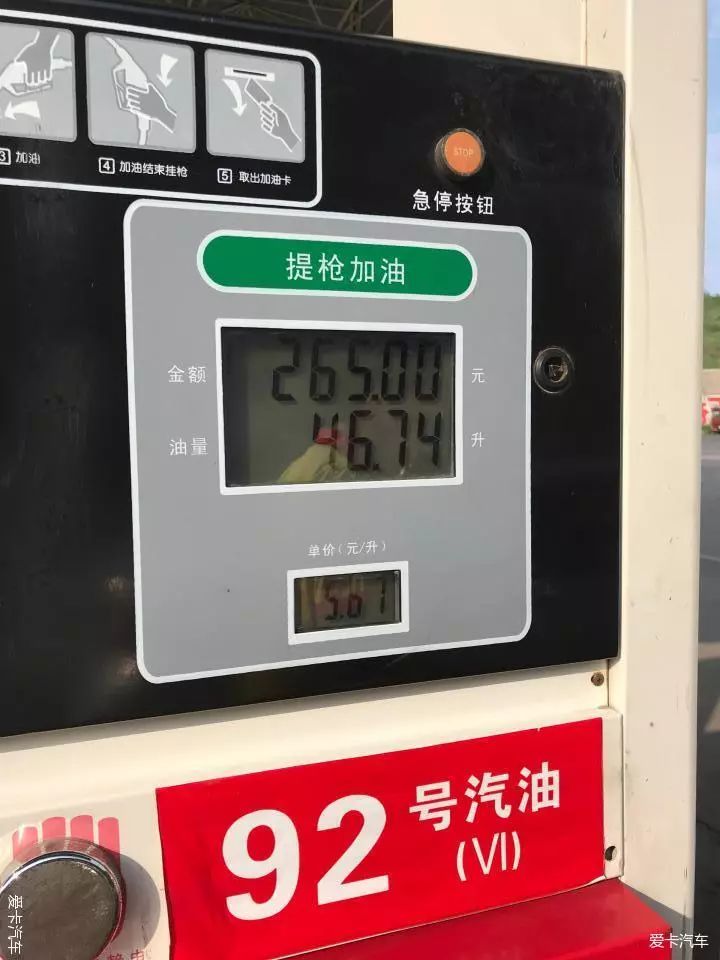 3 加油
4 加油结束挂枪
5 取出加油卡
STOP
急停按钮
提枪加油
金额 265.00 元
油量 46.74 升
单价(元/升)
5.67
92号汽油
(Ⅵ)
爱卡汽车
爱卡汽车